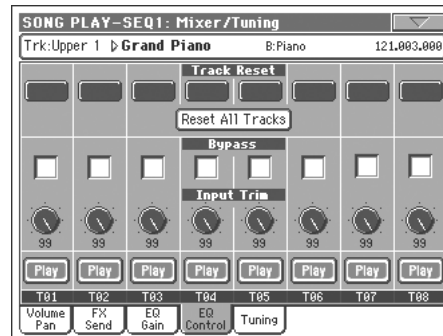 SONG PLAY-SEQ1: Mixer/Tuning
Trk:Upper 1 ▷Grand Piano B:Piano 121.003.000
Track Reset
Reset All Tracks
Bypass
Input Trim
99 99 99 99 99 99 99 99
Play Play Play Play Play Play Play Play
T01 T02 T03 T04 T05 T06 T07 T08
Volume Pan
FX Send
EQ Gain
EQ Control
Tuning